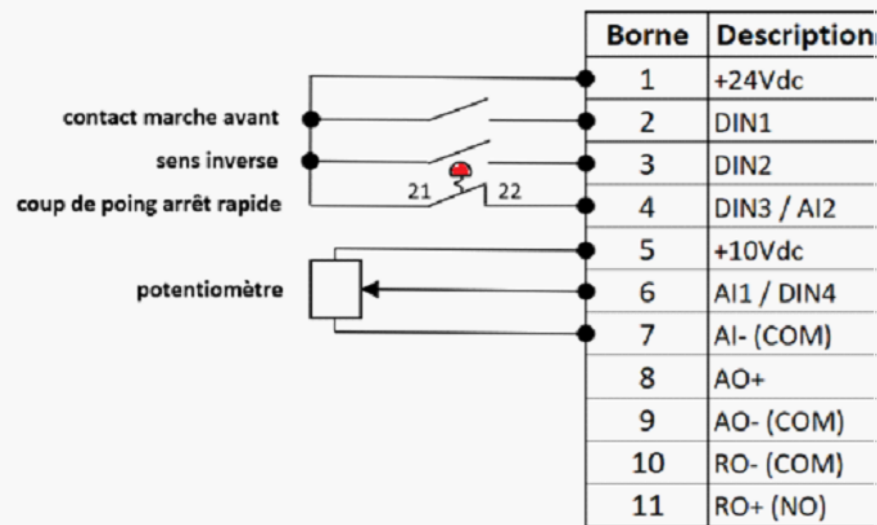 Borne Description
1 +24Vdc
contact marche avant 2 DIN1
sens inverse 3 DIN2
coup de poing arrêt rapide 21 22 4 DIN3 / AI2
5 +10Vdc
potentiomètre 6 AI1 / DIN4
7 AI- (COM)
8 AO+
9 AO- (COM)
10 RO- (COM)
11 RO+ (NO)